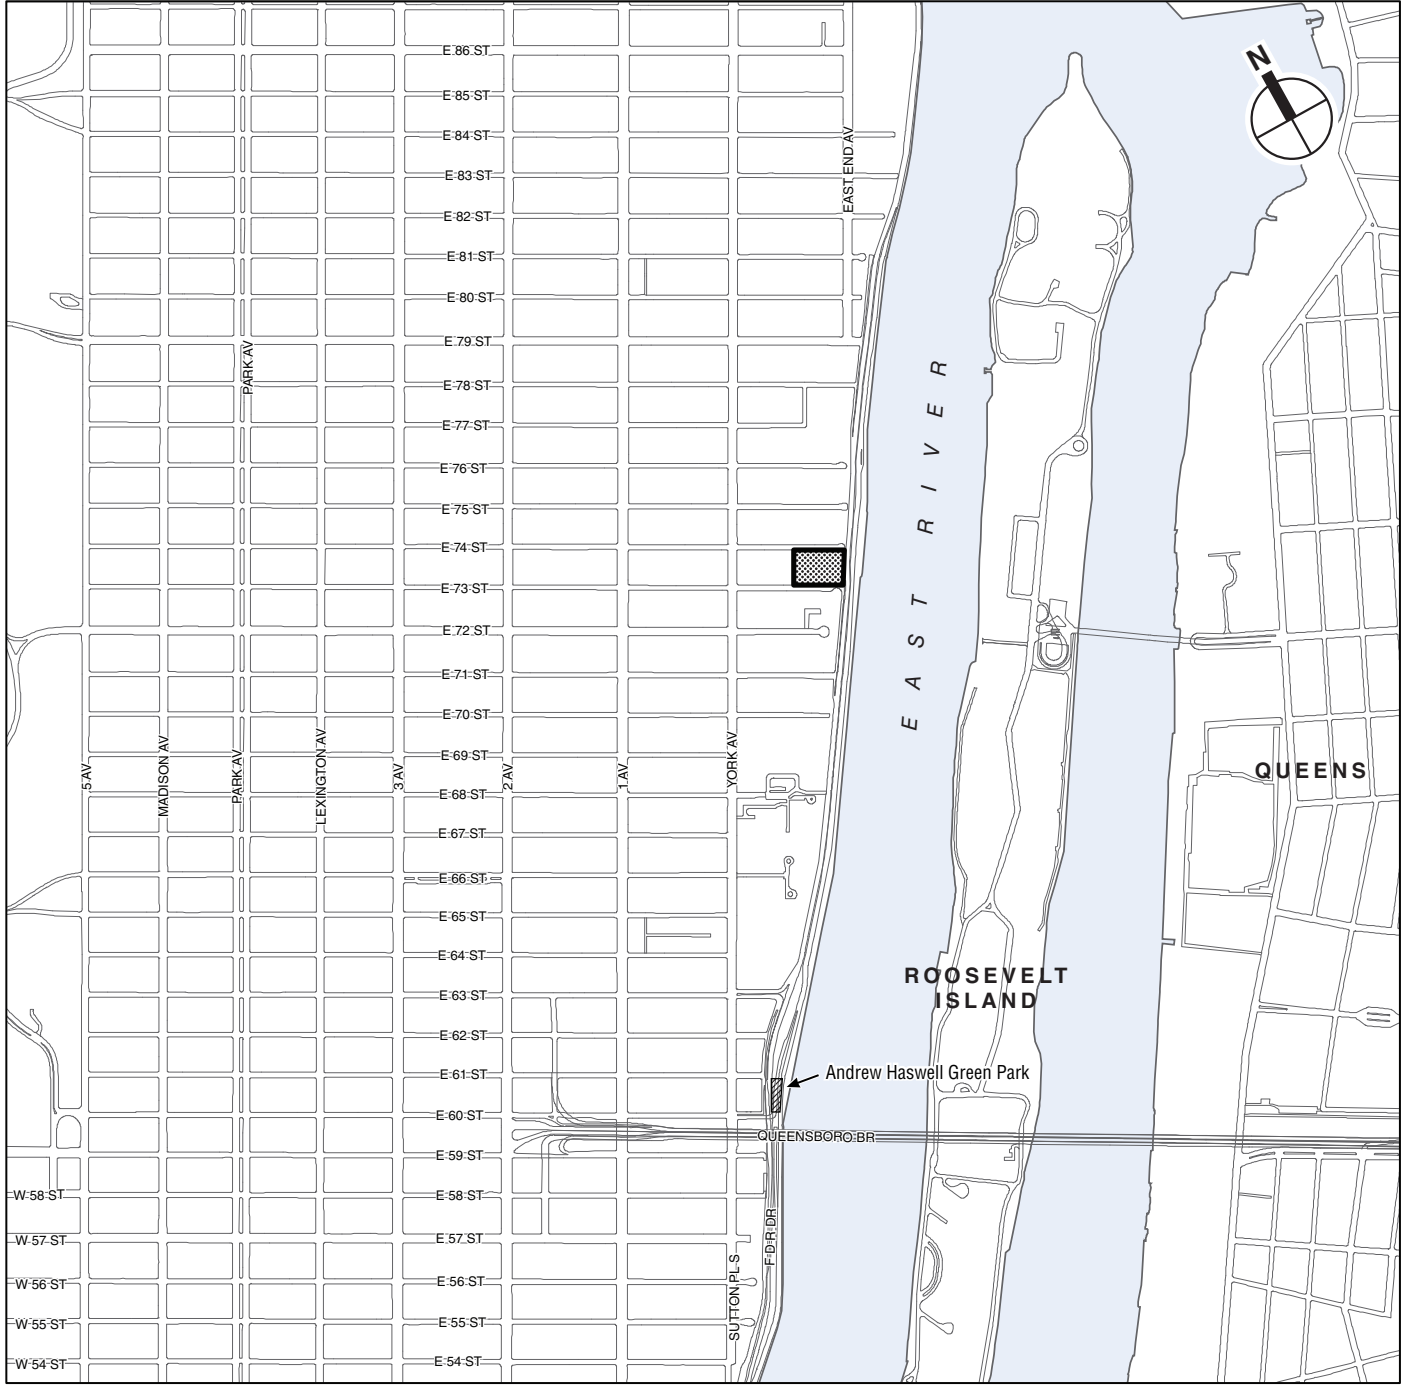 N
E 86 ST
E 85 ST
E 84 ST
E 83 ST
E 82 ST
E 81 ST
E 80 ST
E 79 ST
E 78 ST
E 77 ST
E 76 ST
E 75 ST
E 74 ST
E 73 ST
E 72 ST
E 71 ST
E 70 ST
E 69 ST
E 68 ST
E 67 ST
E 66 ST
E 65 ST
E 64 ST
E 63 ST
E 62 ST
E 61 ST
E 60 ST
E 59 ST
E 58 ST
E 57 ST
E 56 ST
E 55 ST
E 54 ST
W 58 ST
W 57 ST
W 56 ST
W 55 ST
W 54 ST
EAST END AV
PARK AV
5 AV
MADISON AV
PARK AV
LEXINGTON AV
3 AV
2 AV
1 AV
YORK AV
EAST RIVER
QUEENS
ROOSEVELT
ISLAND
Andrew Haswell Green Park
QUEENSBORO BR
F D R DR
SUTTON PL S